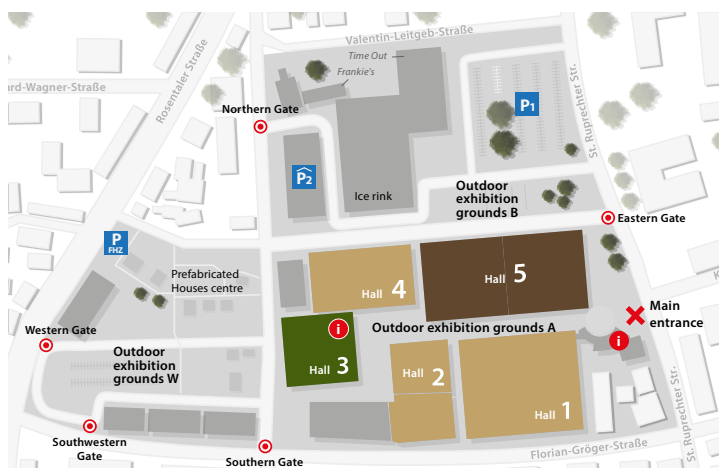 Valentin-Leitgeb-Straße
Time Out
Frankie's
ard-Wagner-Straße
Rosentaler Straße
St. Ruprechter Str.
P1
Northern Gate
P2
Ice rink
Outdoor
exhibition
grounds B
Eastern Gate
P
FHZ
Prefabricated
Houses centre
Hall 4
Hall 5
K
Main
entrance
i
Outdoor exhibition grounds A
i
Western Gate
Outdoor
exhibition
grounds W
Hall 3
Hall 2
Hall 1
St. Ruprechter Str.
Southwestern
Gate
Southern Gate
Florian-Gröger-Straße